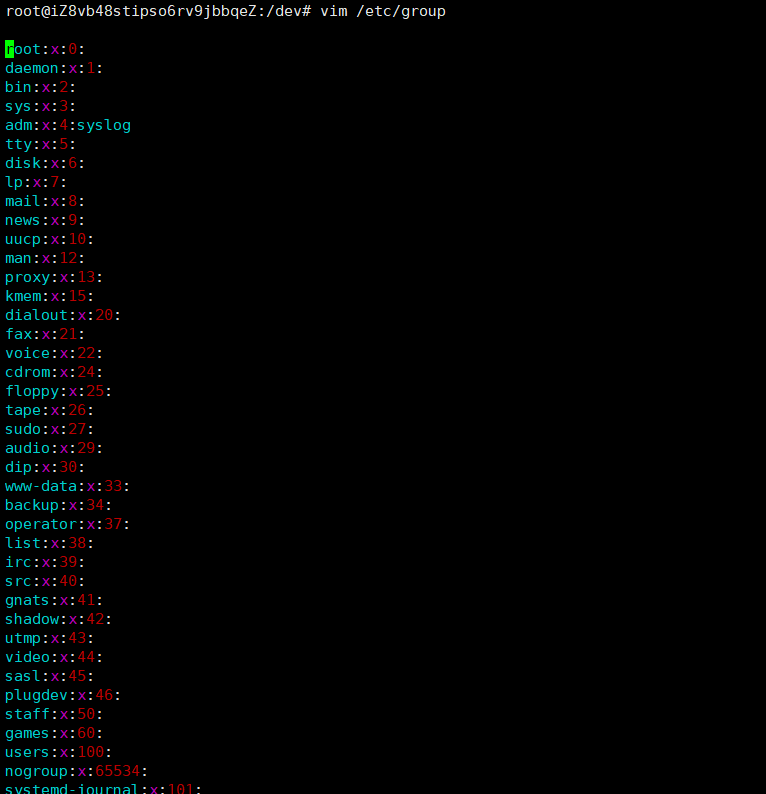 root@iZ8vb48stipso6rv9jbbqeZ:/dev# vim /etc/group
root:x:0:
daemon:x:1:
bin:x:2:
sys:x:3:
adm:x:4:syslog
tty:x:5:
disk:x:6:
lp:x:7:
mail:x:8:
news:x:9:
uucp:x:10:
man:x:12:
proxy:x:13:
kmem:x:15:
dialout:x:20:
fax:x:21:
voice:x:22:
cdrom:x:24:
floppy:x:25:
tape:x:26:
sudo:x:27:
audio:x:29:
dip:x:30:
www-data:x:33:
backup:x:34:
operator:x:37:
list:x:38:
irc:x:39:
src:x:40:
gnats:x:41:
shadow:x:42:
utmp:x:43:
video:x:44:
sasl:x:45:
plugdev:x:46:
staff:x:50:
games:x:60:
users:x:100:
nogroup:x:65534:
systemd-journal:x:101: